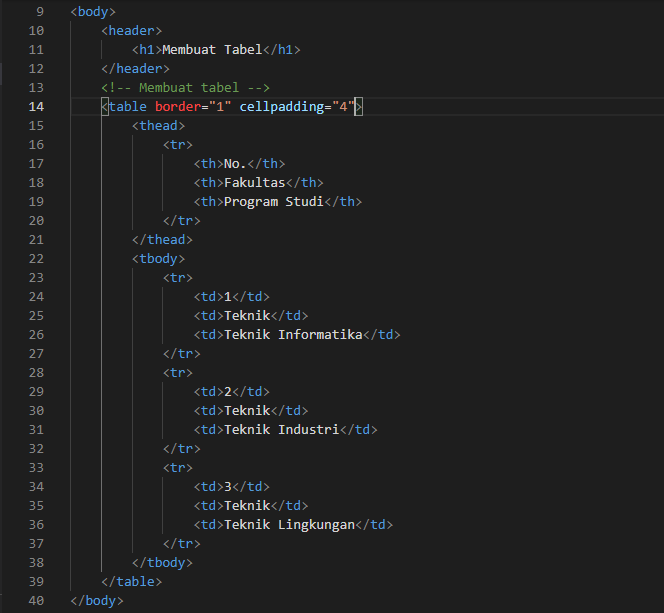 9 <body>
10 <header>
11 <h1>Membuat Tabel</h1>
12 </header>
13 <!-- Membuat tabel -->
14 <table border="1" cellpadding="4">
15 <thead>
16 <tr>
17 <th>No.</th>
18 <th>Fakultas</th>
19 <th>Program Studi</th>
20 </tr>
21 </thead>
22 <tbody>
23 <tr>
24 <td>1</td>
25 <td>Teknik</td>
26 <td>Teknik Informatika</td>
27 </tr>
28 <tr>
29 <td>2</td>
30 <td>Teknik</td>
31 <td>Teknik Industri</td>
32 </tr>
33 <tr>
34 <td>3</td>
35 <td>Teknik</td>
36 <td>Teknik Lingkungan</td>
37 </tr>
38 </tbody>
39 </table>
40 </body>